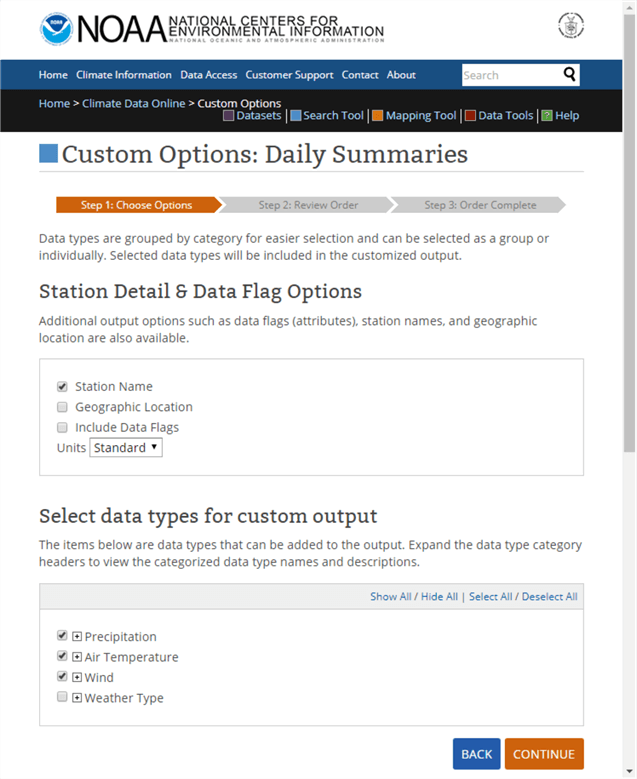 NOAA
NATIONAL CENTERS FOR
ENVIRONMENTAL INFORMATION
NATIONAL OCEANIC AND ATMOSPHERIC ADMINISTRATION
Home Climate Information Data Access Customer Support Contact About Search
Home > Climate Data Online > Custom Options
Datasets | Search Tool | Mapping Tool | Data Tools | ? Help
Custom Options: Daily Summaries
Step 1: Choose Options Step 2: Review Order Step 3: Order Complete
Data types are grouped by category for easier selection and can be selected as a group or
individually. Selected data types will be included in the customized output.
Station Detail & Data Flag Options
Additional output options such as data flags (attributes), station names, and geographic
location are also available.
Station Name
Geographic Location
Include Data Flags
Units Standard
Select data types for custom output
The items below are data types that can be added to the output. Expand the data type category
headers to view the categorized data type names and descriptions.
Show All / Hide All | Select All / Deselect All
Precipitation
Air Temperature
Wind
Weather Type
BACK CONTINUE